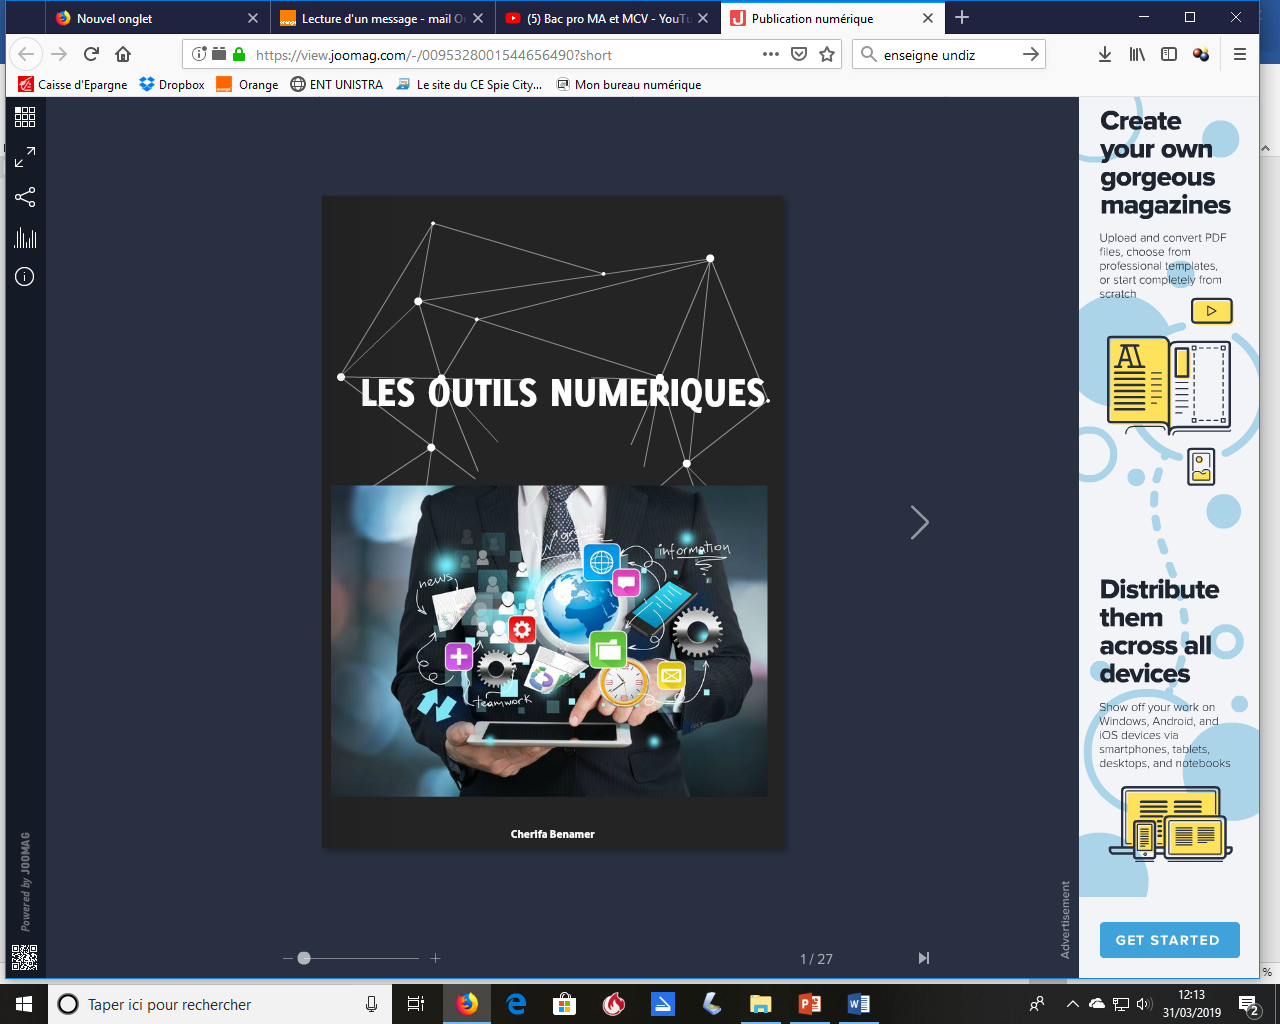 Nouvel onglet
Lecture d'un message - mail Or
(5) Bac pro MA et MCV - YouTu
Publication numérique
https://view.joomag.com/-/0095328001544656490?short
enseigne undiz
Caisse d'Epargne
Dropbox
Orange
ENT UNISTRA
Le site du CE Spie City...
Mon bureau numérique
LES OUTILS NUMERIQUES.
growth
information
news
teamwork
Cherifa Benamer
Create
your own
gorgeous
magazines
Upload and convert PDF
files, choose from
professional templates,
or start completely from
scratch
Distribute
them
across all
devices
Show off your work on
Windows, Android, and
iOS devices via
smartphones, tablets,
desktops, and notebooks
GET STARTED
Advertisement
Powered by JOOMAG
1 / 27
%
Taper ici pour rechercher
12:13
31/03/2019
2